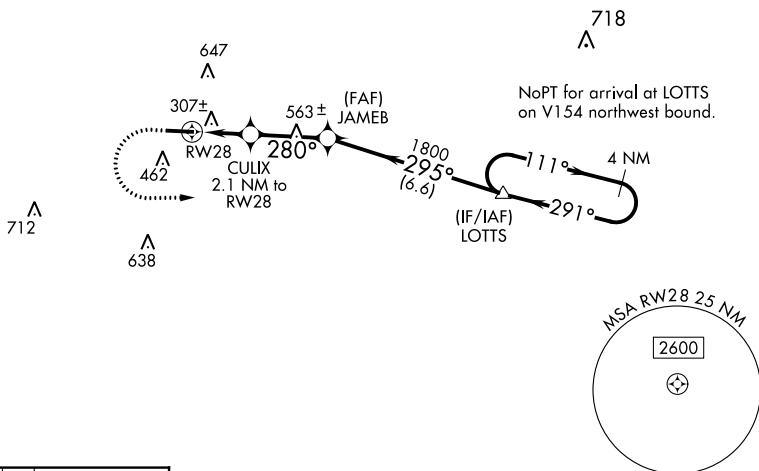 718
647
NoPT for arrival at LOTTS
on V154 northwest bound.
307±
563±
(FAF)
JAMEB
RW28
280°
CULIX
2.1 NM to
RW28
1800
295°
(6.6)
111°
4 NM
291°
(IF/IAF)
LOTTS
462
712
638
MSA RW28 25 NM
2600